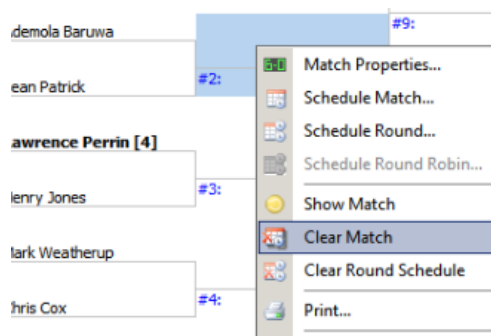 #9:
Ademola Baruwa
Match Properties...
#2:
Sean Patrick
Schedule Match...
Schedule Round...
Lawrence Perrin [4]
Schedule Round Robin...
#3:
Henry Jones
Show Match
Clear Match
Mark Weatherup
Clear Round Schedule
#4:
Chris Cox
Print...